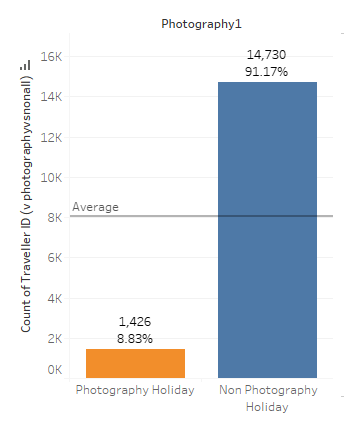 Photography1
Count of Traveller ID (v photographyvsnonall)
16K
14K
12K
10K
8K
6K
4K
2K
0K
14,730
91.17%
Average
1,426
8.83%
Photography Holiday
Non Photography
Holiday